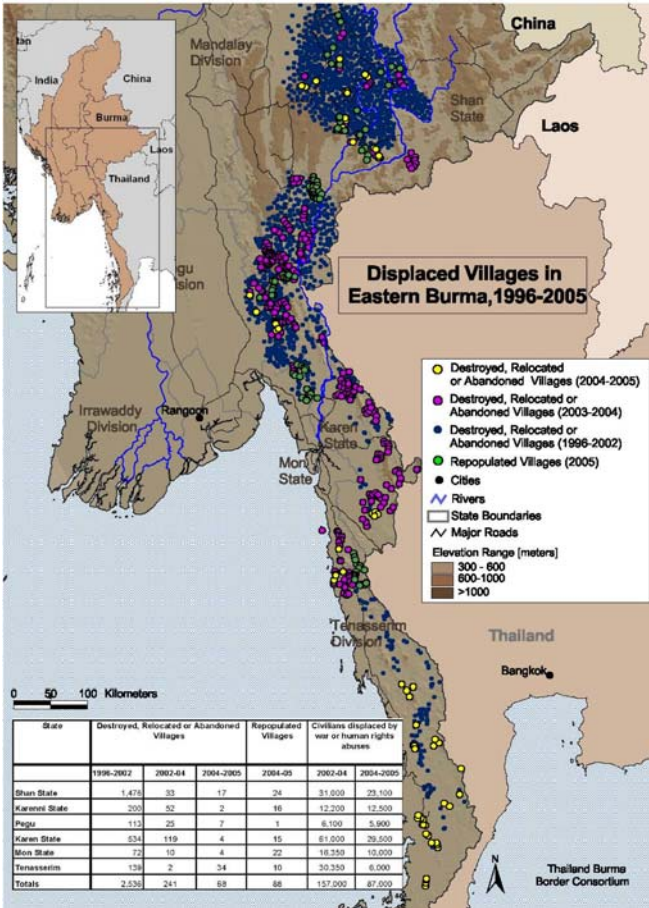 China
Mandalay
Division
Shan
State
Laos
India
China
Burma
Laos
Thailand
Displaced Villages in
Eastern Burma,1996-2005
Destroyed, Relocated
or Abandoned Villages (2004-2005)
Destroyed, Relocated or
Abandoned Villages (2003-2004)
Destroyed, Relocated or
Abandoned Villages (1996-2002)
Repopulated Villages (2005)
Cities
Rivers
State Boundaries
Major Roads
Elevation Range [meters]
300 - 600
600-1000
>1000
Irrawaddy
Division
Rangoon
Karen
State
Mon
State
Tenasserim
Division
Thailand
Bangkok
0 50 100 Kilometers
State Destroyed, Relocated or Abandoned Villages Repopulated Villages Civilians displaced by war or human rights abuses
1996-2002 2002-04 2004-2005 2004-05 2002-04 2004-2005
Shan State 1,478 33 17 24 31,000 23,100
Karenni State 200 52 2 16 12,200 12,500
Pegu 113 25 7 1 6,100 5,900
Karen State 534 119 4 15 61,000 29,500
Mon State 72 10 4 22 16,350 10,000
Tenasserim 139 2 34 10 30,350 6,000
Totals 2,536 241 68 88 157,000 87,000
N
Thailand Burma
Border Consortium